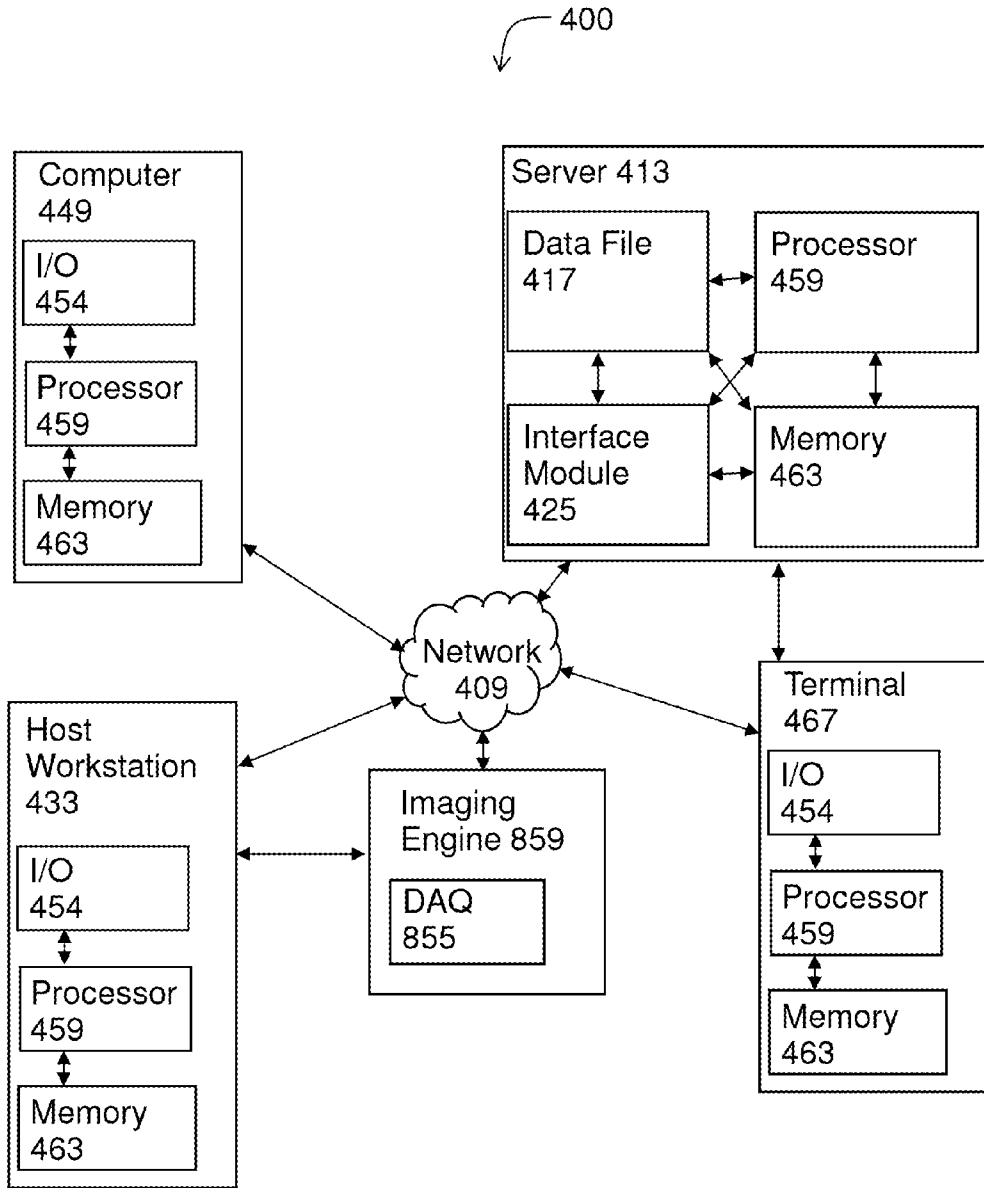 400
Computer
449
I/O
454
Processor
459
Memory
463
Server 413
Data File
417
Processor
459
Interface
Module
425
Memory
463
Network
409
Host
Workstation
433
I/O
454
Processor
459
Memory
463
Imaging
Engine 859
DAQ
855
Terminal
467
I/O
454
Processor
459
Memory
463